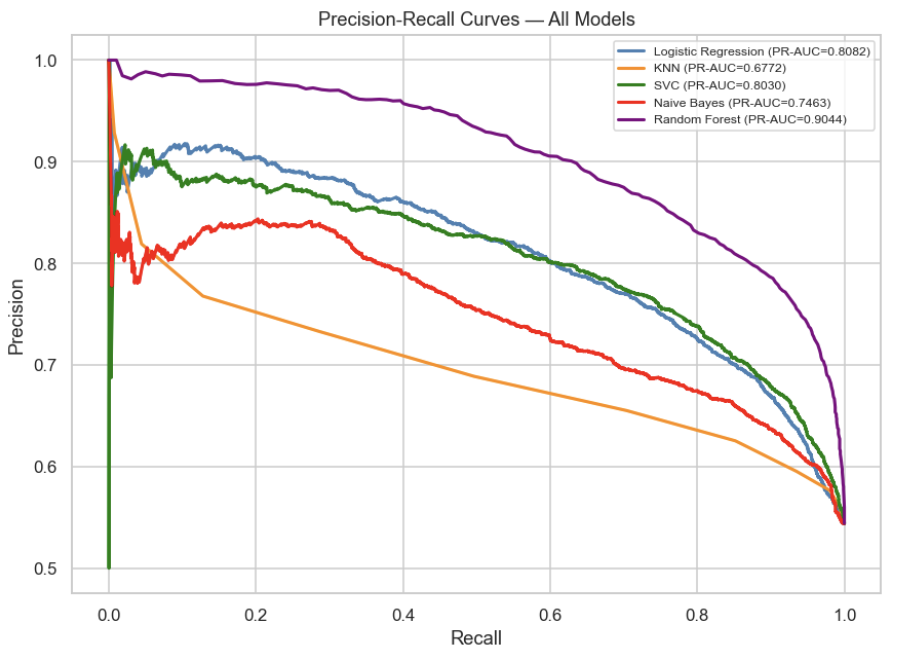 Precision-Recall Curves — All Models
Logistic Regression (PR-AUC=0.8082)
KNN (PR-AUC=0.6772)
SVC (PR-AUC=0.8030)
Naive Bayes (PR-AUC=0.7463)
Random Forest (PR-AUC=0.9044)
Precision
1.0
0.9
0.8
0.7
0.6
0.5
0.0 0.2 0.4 0.6 0.8 1.0
Recall